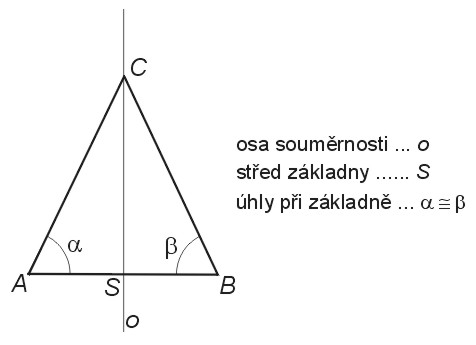 C
osa souměrnosti ... o
střed základny ...... S
úhly při základně ... α ≅ β
α
β
A
S
B
o